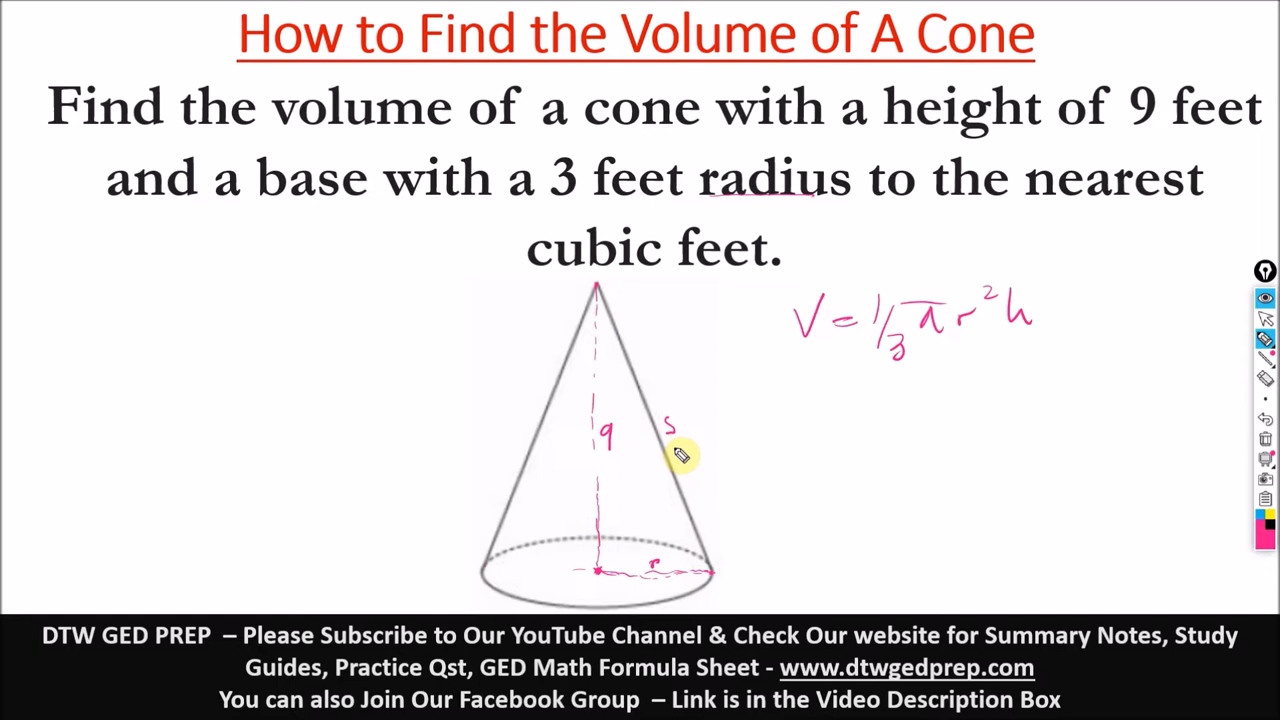 How to Find the Volume of A Cone
Find the volume of a cone with a height of 9 feet
and a base with a 3 feet radius to the nearest
cubic feet.
V = 1/3 π r² h
9
s
r
DTW GED PREP – Please Subscribe to Our YouTube Channel & Check Our website for Summary Notes, Study
Guides, Practice Qst, GED Math Formula Sheet - www.dtwgedprep.com
You can also Join Our Facebook Group – Link is in the Video Description Box